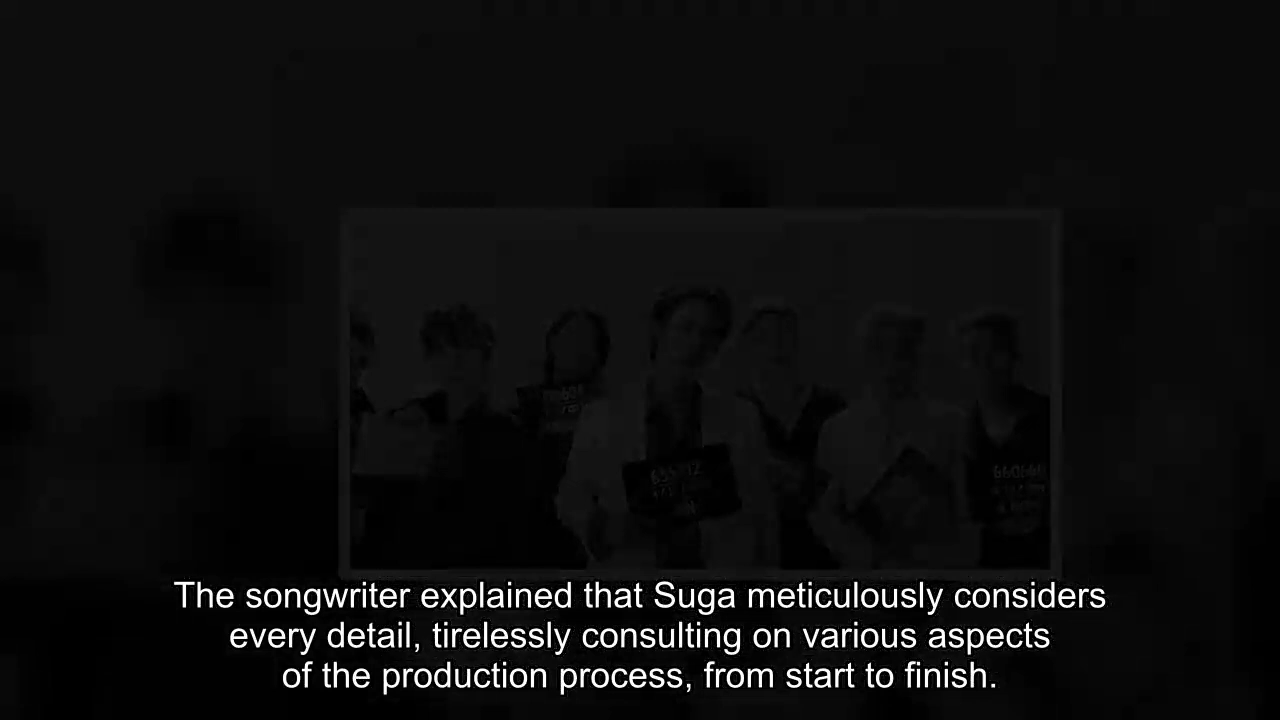 The songwriter explained that Suga meticulously considers
every detail, tirelessly consulting on various aspects
of the production process, from start to finish.